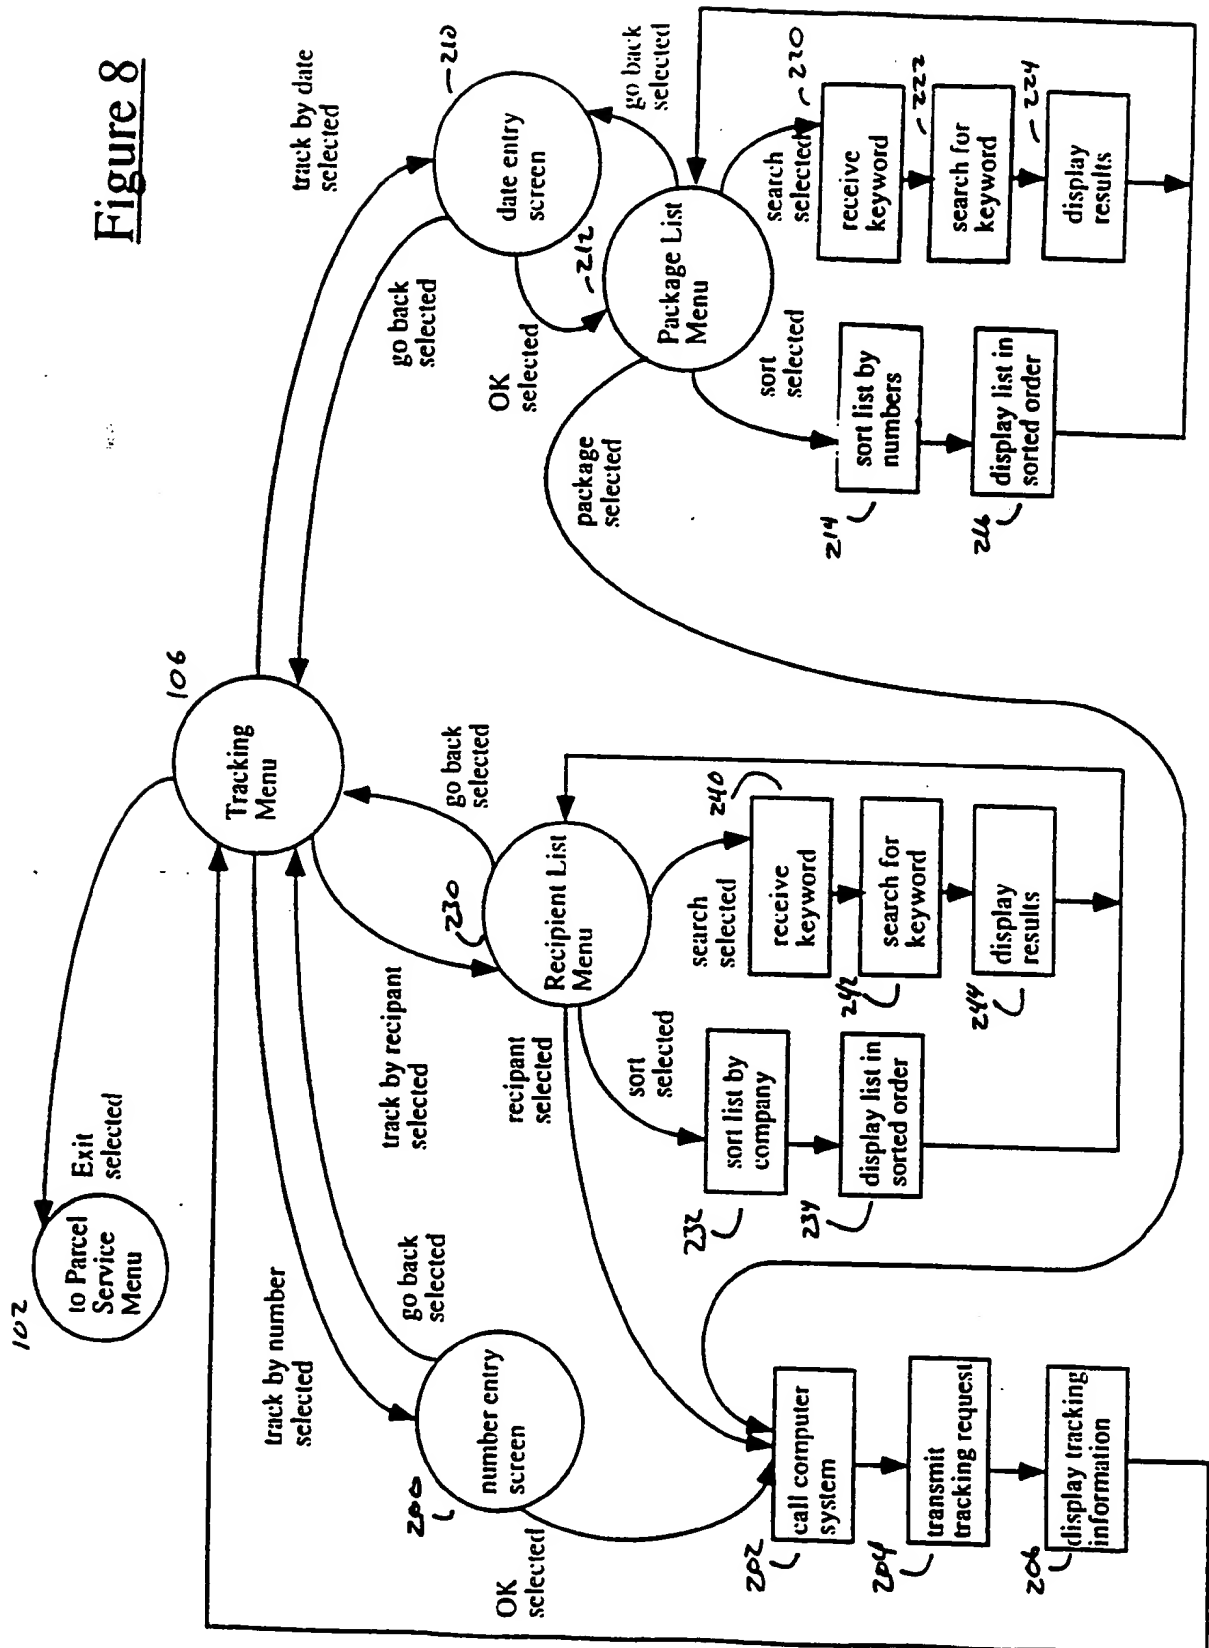 Figure 8
102
to Parcel
Service
Menu
Exit
selected
106
Tracking
Menu
track by number
selected
go back
selected
200
number entry
screen
OK
selected
track by recipant
selected
go back
selected
230
Recipient List
Menu
recipant
selected
sort
selected
search
selected
232
sort list by
company
234
display list in
sorted order
240
receive
keyword
242
search for
keyword
244
display
results
202
call computer
system
204
transmit
tracking request
206
display tracking
information
track by date
selected
go back
selected
210
date entry
screen
OK
selected
go back
selected
212
Package List
Menu
package
selected
sort
selected
search
selected
214
sort list by
numbers
216
display list in
sorted order
220
receive
keyword
222
search for
keyword
224
display
results